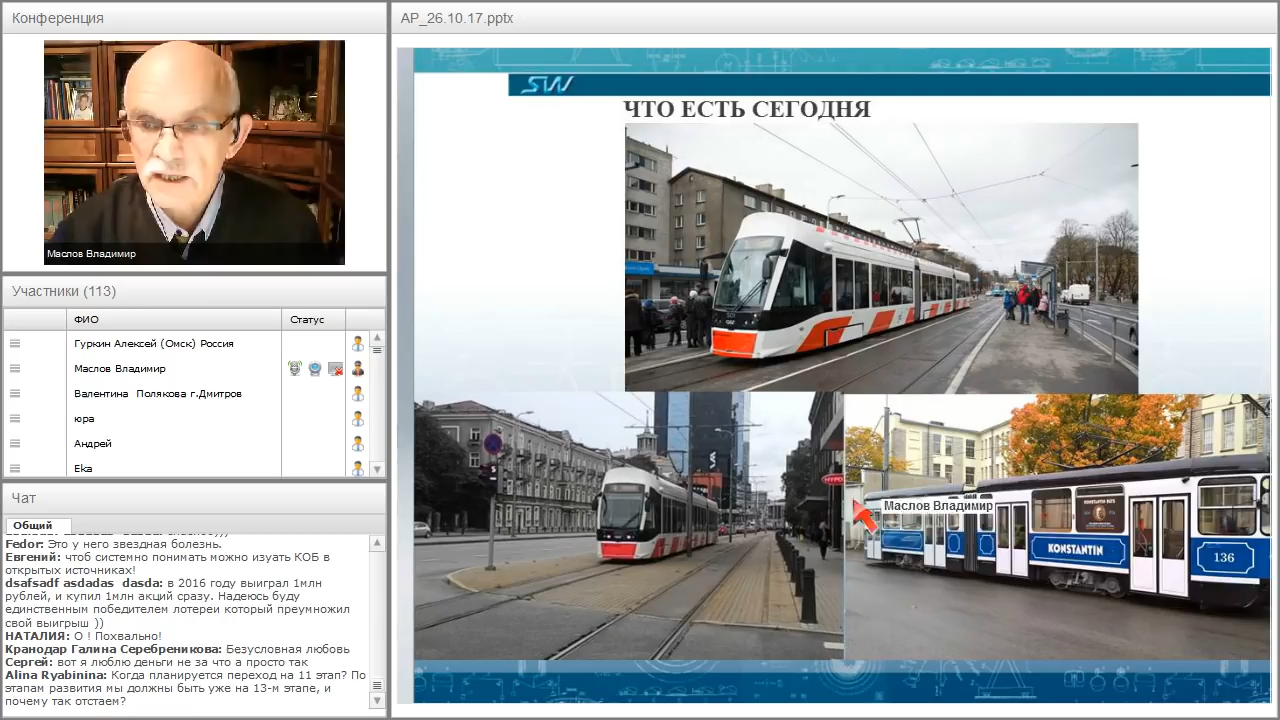 Конференция
Маслов Владимир
Участники (113)
ФИО
Статус
Гуркин Алексей (Омск) Россия
Маслов Владимир
Валентина Полякова г.Дмитров
юра
Андрей
Eka
Чат
Общий
Fedor: Это у него звездная болезнь.
Евгений: чтоб систему понять можно изуать КОБ в
открытых источниках!
dsafsadf asdadas dasda: в 2016 году выиграл 1млн
рублей, и купил 1млн акций сразу. Надеюсь буду
единственным победителем лотереи который преумножил
свой выигрыш ))
НАТАЛИЯ: О ! Похвально!
Кранодар Галина Серебреникова: Безусловная любовь
Сергей: вот я люблю деньги не за что а просто так
Alina Ryabinina: Когда планируется переход на 11 этап? По
этапам развития мы должны быть уже на 13-м этапе, и
почему так отстаем?
AP_26.10.17.pptx
SW
ЧТО ЕСТЬ СЕГОДНЯ
Маслов Владимир
KONSTANTIN
136